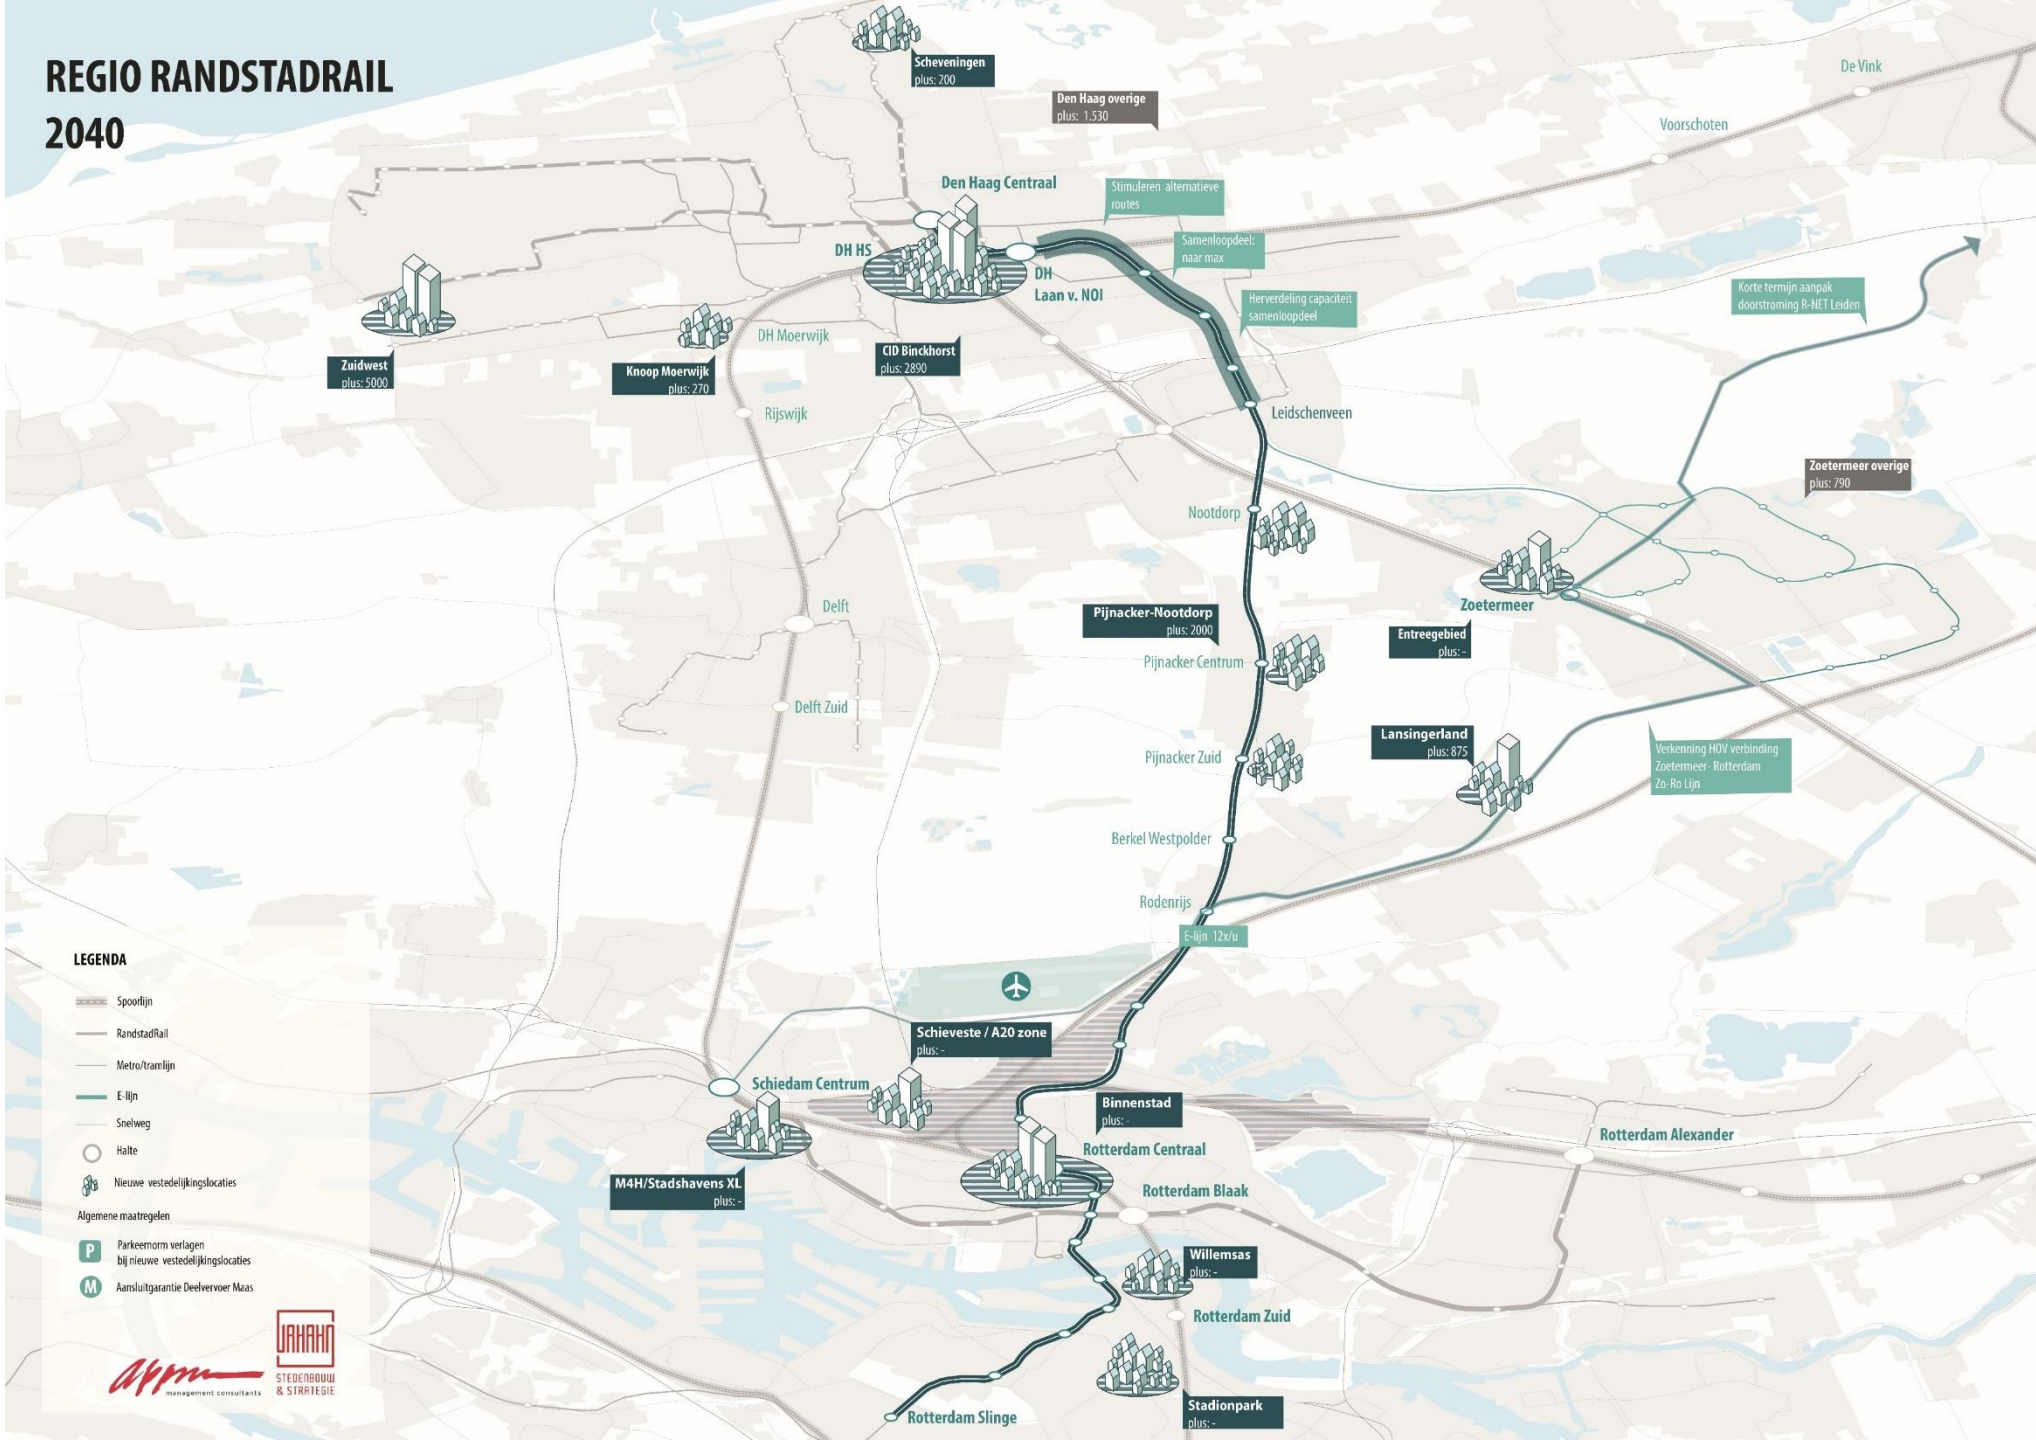 REGIO RANDSTADRAIL
2040
Scheveningen
plus: 200
Den Haag overige
plus: 1.530
De Vink
Voorschoten
Den Haag Centraal
Stimuleren alternatieve
routes
DH HS
Samenloopdeel:
naar max
DH
Laan v. NOI
Herverdeling capaciteit
samenloopdeel
Korte termijn aanpak
doorstroming R-NET Leiden
DH Moerwijk
Zuidwest
plus: 5000
Knoop Moerwijk
plus: 270
CID Binckhorst
plus: 2890
Rijswijk
Leidschenveen
Zoetermeer overige
plus: 790
Nootdorp
Delft
Pijnacker-Nootdorp
plus: 2000
Zoetermeer
Entreegebied
plus: -
Pijnacker Centrum
Delft Zuid
Lansingerland
plus: 875
Pijnacker Zuid
Verkenning HOV verbinding
Zoetermeer- Rotterdam
Zo-Ro Lijn
Berkel Westpolder
Rodenrijs
E-lijn 12x/u
Schieveste / A20 zone
plus: -
Schiedam Centrum
Binnenstad
plus: -
Rotterdam Centraal
Rotterdam Alexander
M4H/Stadshavens XL
plus: -
Rotterdam Blaak
Willemsas
plus: -
Rotterdam Zuid
Stadionpark
plus: -
Rotterdam Slinge
LEGENDA
Spoorlijn
RandstadRail
Metro/tramlijn
E-lijn
Snelweg
Halte
Nieuwe vestedelijkingslocaties
Algemene maatregelen
P
Parkeernorm verlagen
bij nieuwe vestedelijkingslocaties
M
Aansluitgarantie Deelvervoer Maas
appm
management consultants
JAHAHN
STEDENBOUW
& STRATEGIE